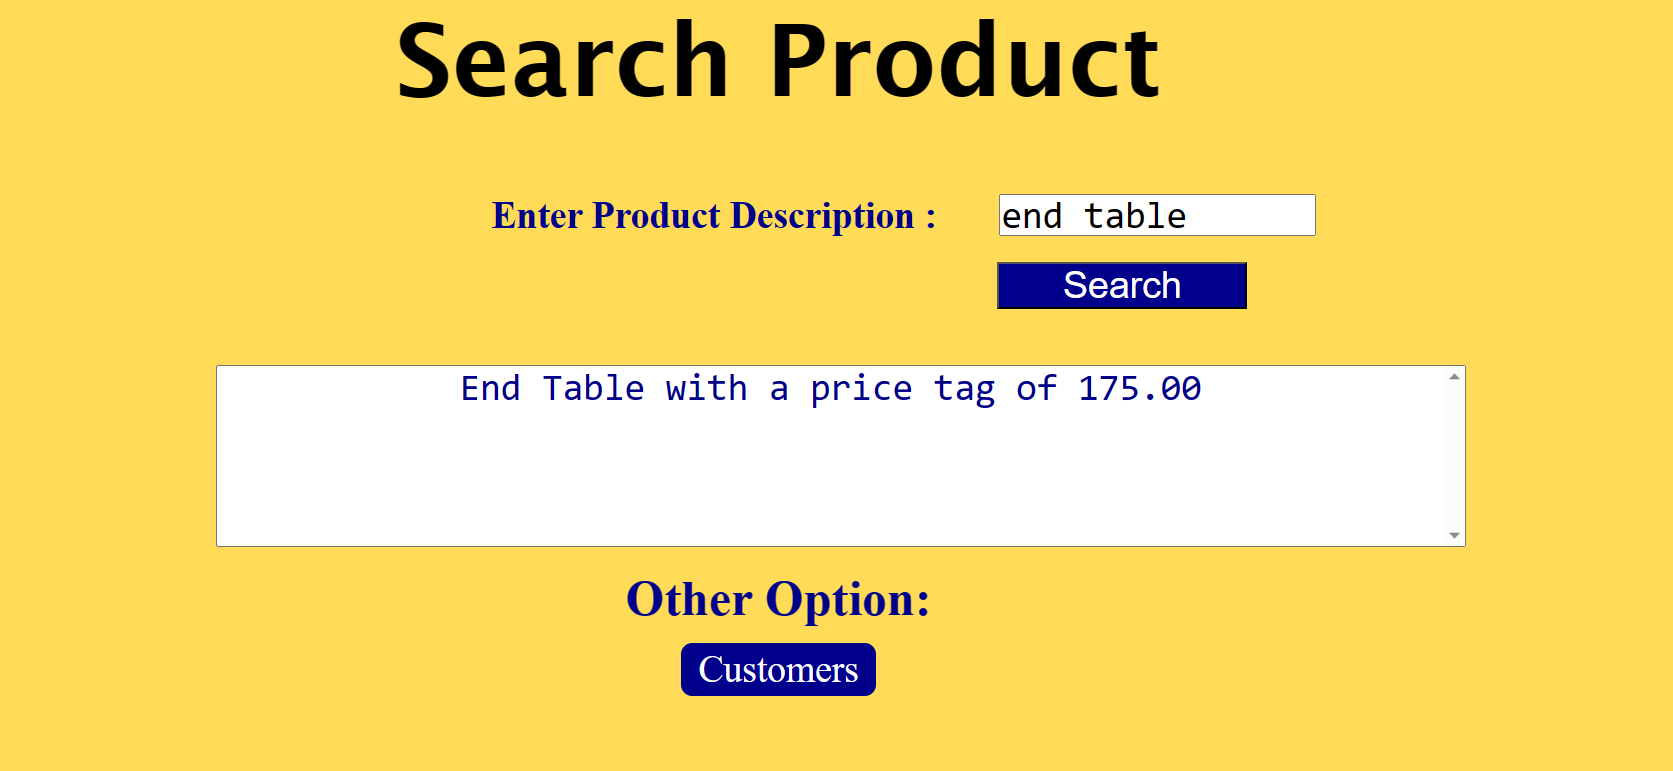 Search Product
Enter Product Description : end table
Search
End Table with a price tag of 175.00
Other Option:
Customers